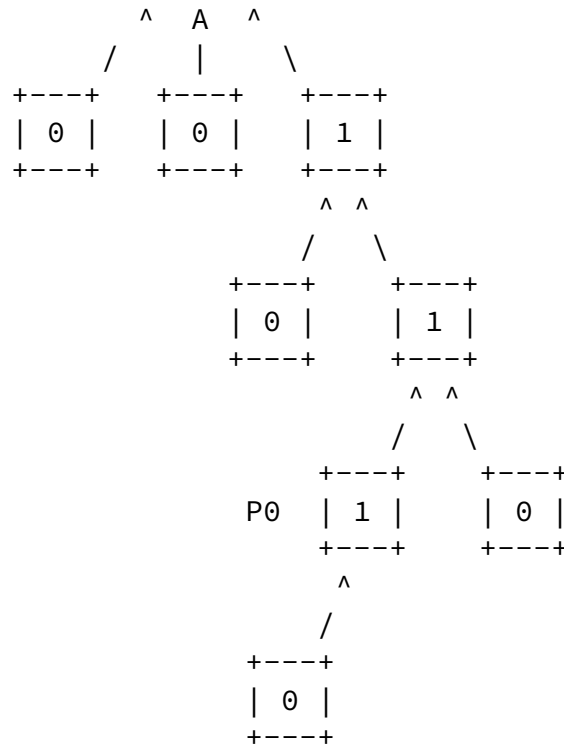 ^  A  ^
    /    |    \
+---+   +---+   +---+
| 0 |   | 0 |   | 1 |
+---+   +---+   +---+
                 ^ ^
                /   \
            +---+    +---+
            | 0 |    | 1 |
            +---+    +---+
                      ^ ^
                     /   \
                 +---+    +---+
             P0  | 1 |    | 0 |
                 +---+    +---+
                  ^
                 /
             +---+
             | 0 |
             +---+